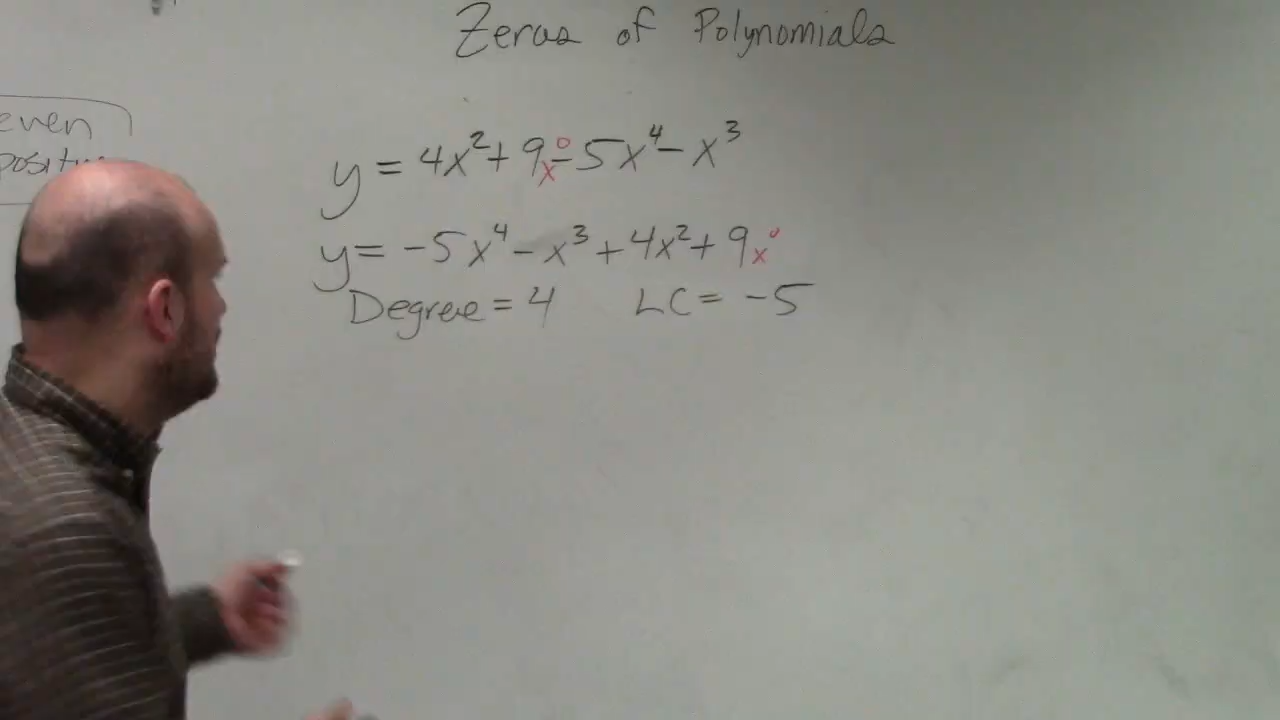 Zeros of Polynomials
even
y = 4x² + 9x⁰ - 5x⁴ - x³
y = -5x⁴ - x³ + 4x² + 9x⁰
Degree = 4 LC = -5